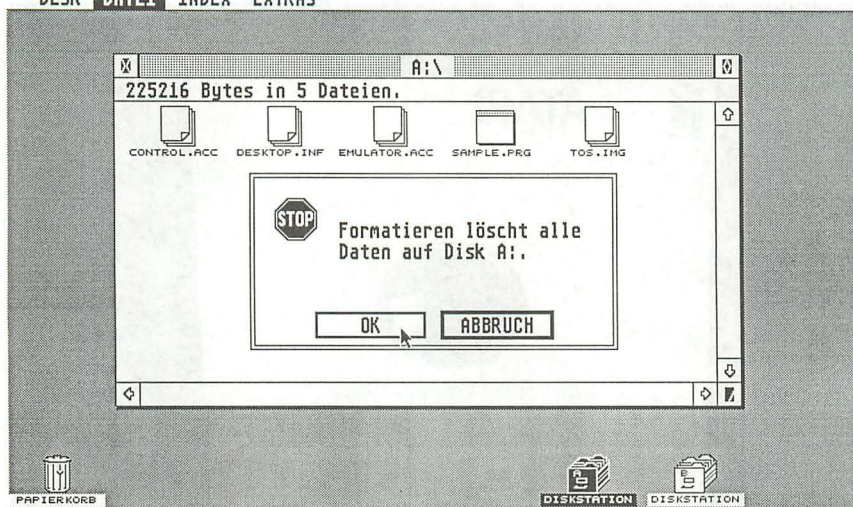 DESK DATEI INDEX EXTRAS
A:\
225216 Bytes in 5 Dateien.
CONTROL.ACC DESKTOP.INF EMULATOR.ACC SAMPLE.PRG TOS.IMG
STOP
Formatieren löscht alle
Daten auf Disk A:.
OK ABBRUCH
A B
PAPIERKORB DISKSTATION DISKSTATION